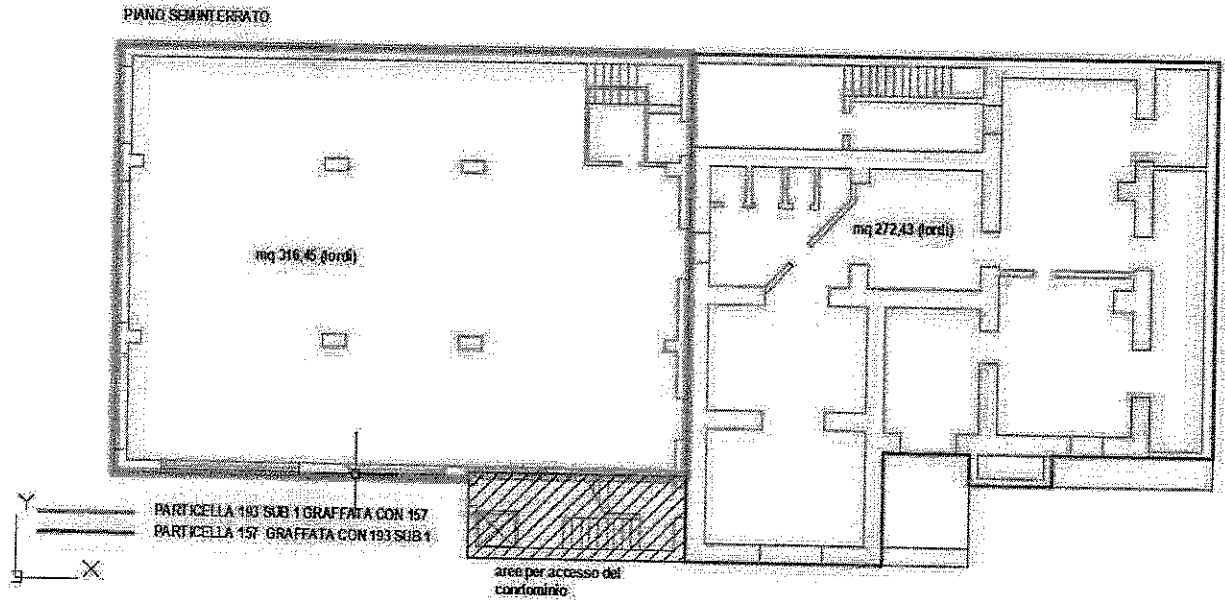 PIANO SEMINTERRATO
mq 316,45 (lordi)
mq 272,43 (lordi)
Y
PARTICELLA 193 SUB 1 GRAFFATA CON 157
PARTICELLA 157 GRAFFATA CON 193 SUB 1
X
aree per accesso del
condominio